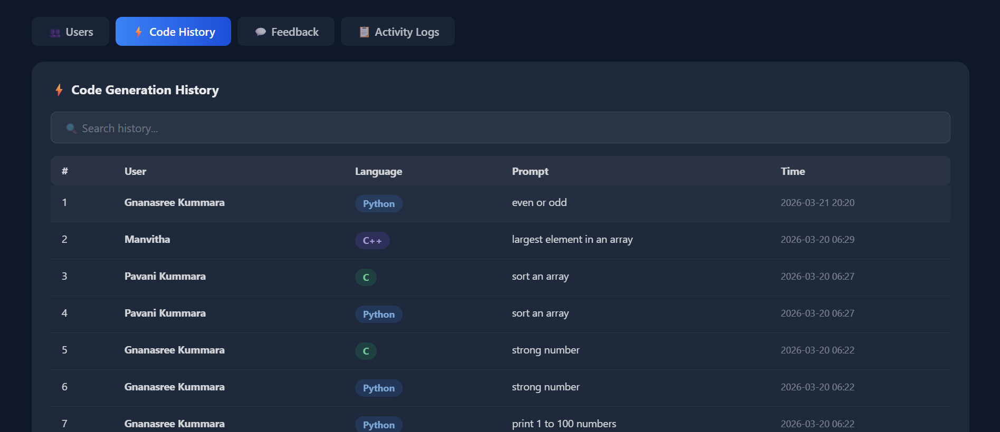 Users Code History Feedback Activity Logs
Code Generation History
Search history...
# User Language Prompt Time
1 Gnanasree Kummara Python even or odd 2026-03-21 20:20
2 Manvitha C++ largest element in an array 2026-03-20 06:29
3 Pavani Kummara C sort an array 2026-03-20 06:27
4 Pavani Kummara Python sort an array 2026-03-20 06:27
5 Gnanasree Kummara C strong number 2026-03-20 06:22
6 Gnanasree Kummara Python strong number 2026-03-20 06:22
7 Gnanasree Kummara Python print 1 to 100 numbers 2026-03-20 06:22